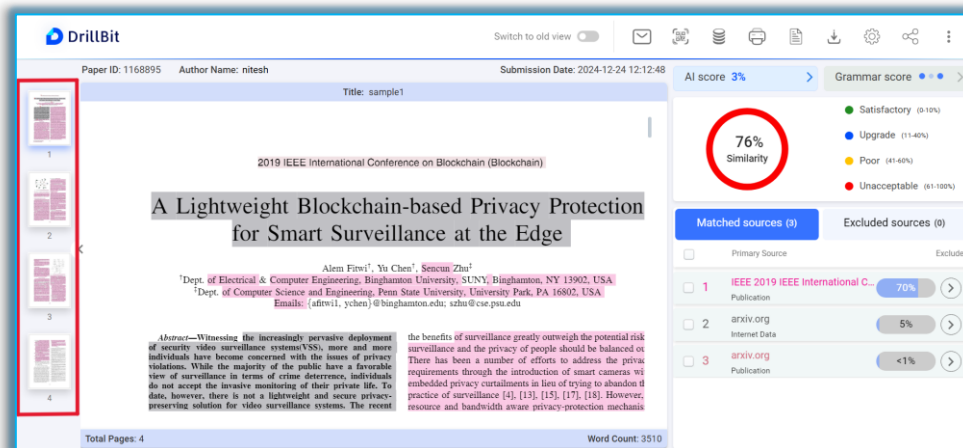 DrillBit
Switch to old view
Paper ID: 1168895 Author Name: nitesh Submission Date: 2024-12-24 12:12:48
Title: sample1
1
2
3
4
2019 IEEE International Conference on Blockchain (Blockchain)
A Lightweight Blockchain-based Privacy Protection
for Smart Surveillance at the Edge
Alem Fitwi†, Yu Chen†, Sencun Zhu‡
†Dept. of Electrical & Computer Engineering, Binghamton University, SUNY, Binghamton, NY 13902, USA
‡Dept. of Computer Science and Engineering, Penn State University, University Park, PA 16802, USA
Emails: {afitwi1, ychen}@binghamton.edu; szhu@cse.psu.edu
Abstract—Witnessing the increasingly pervasive deployment
of security video surveillance systems(VSS), more and more
individuals have become concerned with the issues of privacy
violations. While the majority of the public have a favorable
view of surveillance in terms of crime deterrence, individuals
do not accept the invasive monitoring of their private life. To
date, however, there is not a lightweight and secure privacy-
preserving solution for video surveillance systems. The recent
the benefits of surveillance greatly outweigh the potential risk
surveillance and the privacy of people should be balanced
There has been a number of efforts to address the
requirements through the introduction of smart cameras
embedded privacy curtailments in lieu of trying to abandon
practice of surveillance [4], [13], [15], [17], [18]. However,
resource and bandwidth aware privacy-protection
Total Pages: 4 Word Count: 3510
AI score 3%
Grammar score
76%
Similarity
Satisfactory (0-10%)
Upgrade (11-40%)
Poor (41-60%)
Unacceptable (61-100%)
Matched sources (3) Excluded sources (0)
Primary Source Exclude
1 IEEE 2019 IEEE International C... 70%
Publication
2 arxiv.org 5%
Internet Data
3 arxiv.org <1%
Publication